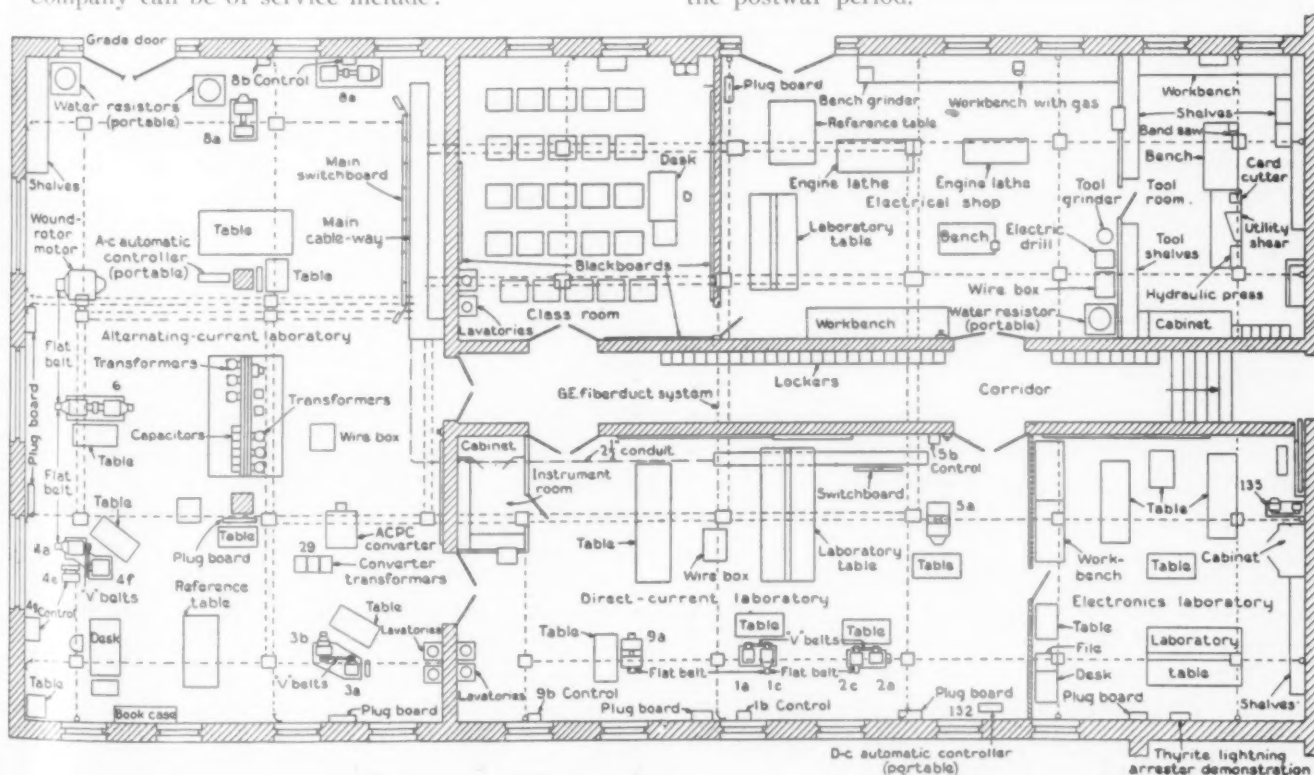 company can be of service include:
the postwar period.
Grade door
8b Control
8a
Water resistors
(portable)
8a
Shelves
Main
switchboard
Main
cable-way
Wound-
rotor
motor
A-c automatic
controller
(portable)
Table
Table
Alternating-current laboratory
Flat
belt
6
Transformers
Transformers
Capacitors
Wire box
Plug board
Table
Flat
belt
Table
Plug board
Table
ACPC
converter
29
Converter
transformers
4e
4f
"V" belts
Control
Reference
table
Desk
Table
Book case
3b
"V" belts
3a
Table
Lavatories
Plug board
Desk
D
Blackboards
Class room
Lavatories
Plug board
Bench grinder
Reference table
Workbench with gas
Engine lathe
Engine lathe
Electrical shop
Laboratory
table
Bench
Electric
drill
Tool
grinder
Wire box
Water resistor
(portable)
Workbench
Workbench
Shelves
Band saw
Bench
Card
cutter
Tool
room
Utility
shear
Tool
shelves
Hydraulic press
Cabinet
Lockers
G.E. fiberduct system
Corridor
Cabinet
2½" conduit
Instrument
room
Table
Wire box
Switchboard
5b
Control
5a
Laboratory
table
Table
Direct-current laboratory
Table
9a
Flat belt
Table
"V" belts
Table
1a
1c
Flat belt
2c
2a
Lavatories
9b Control
Plug board
1b Control
Plug board
132
D-c automatic controller
(portable)
Table
135
Cabinet
Work-
bench
Table
Electronics laboratory
Table
File
Desk
Laboratory
table
Plug board
Shelves
Thyrite lightning
arrester demonstration